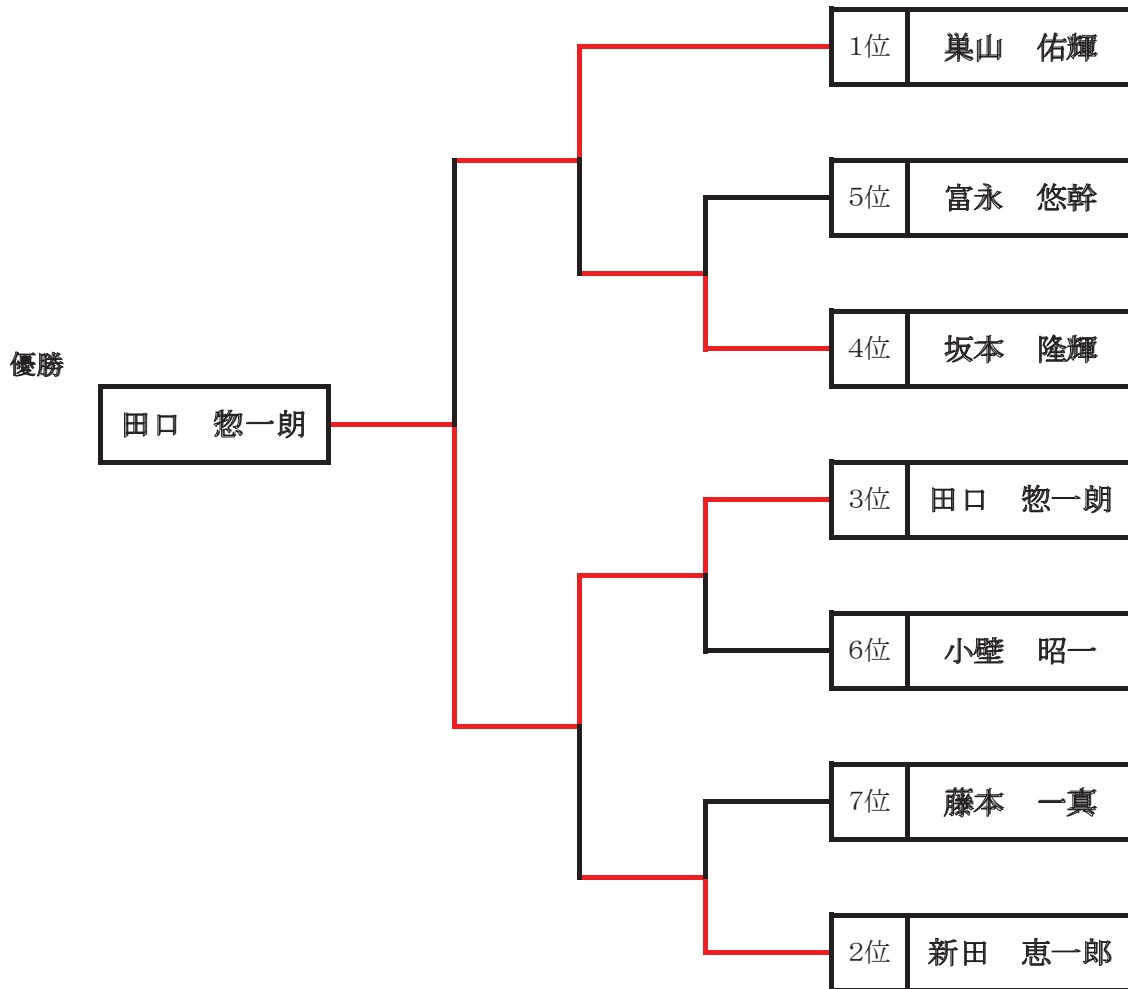 1位 巣山　佑輝
5位 富永　悠幹
4位 坂本　隆輝
優勝
田口　惣一朗
3位 田口　惣一朗
6位 小壁　昭一
7位 藤本　一真
2位 新田　恵一郎